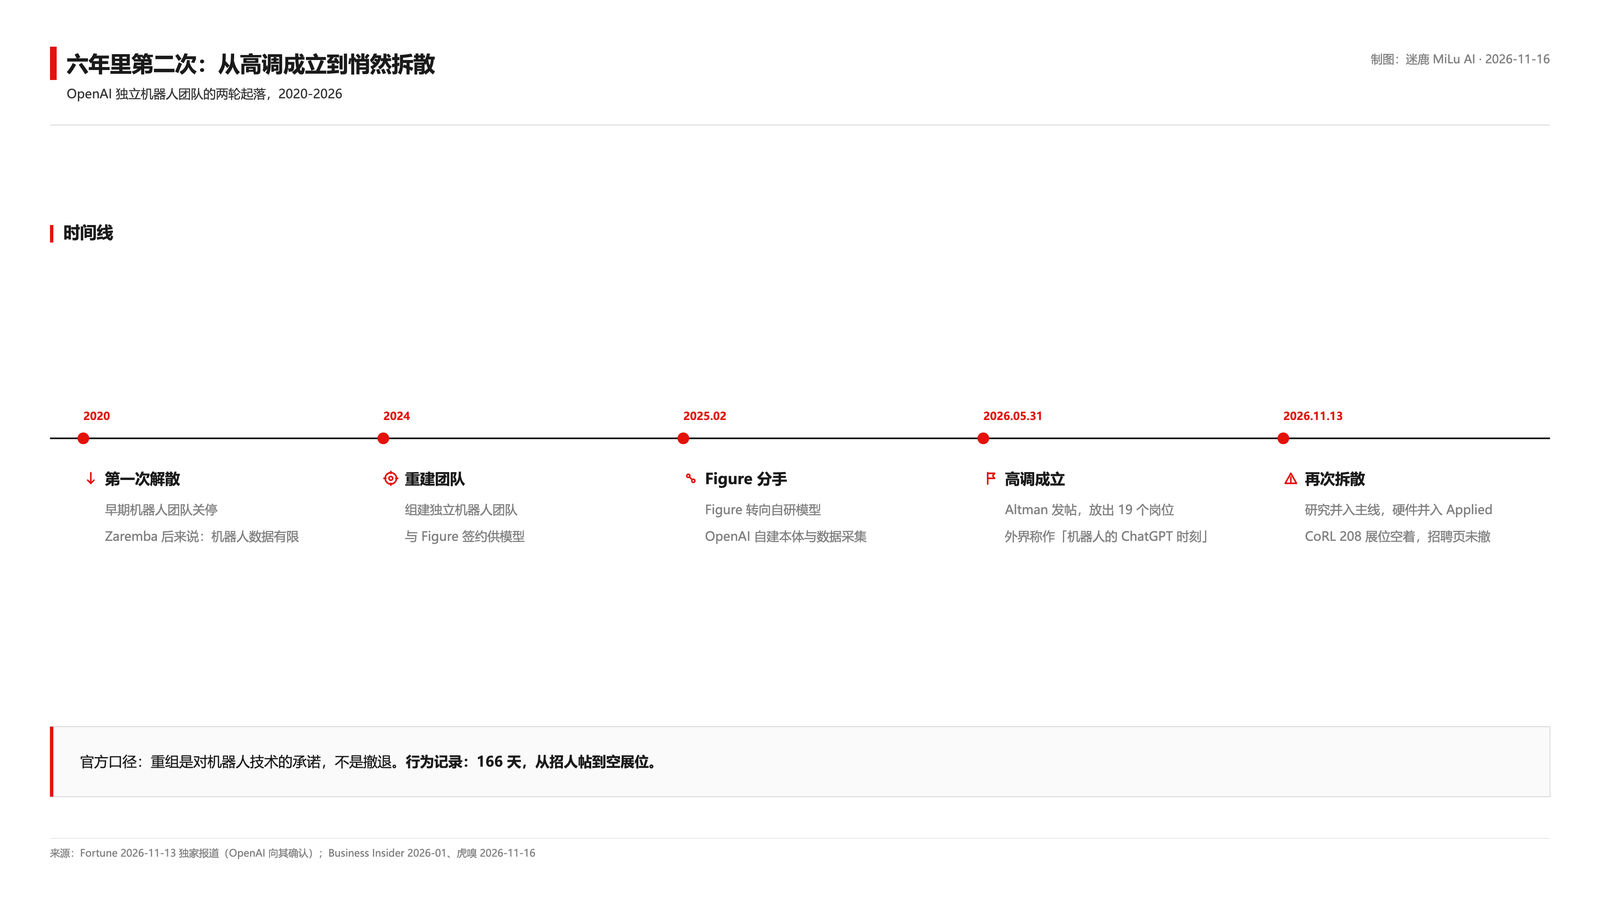 六年里第二次：从高调成立到悄然拆散
制图：迷鹿 MiLu AI · 2026-11-16
OpenAI 独立机器人团队的两轮起落，2020-2026
时间线
2020
2024
2025.02
2026.05.31
2026.11.13
第一次解散
早期机器人团队关停
Zaremba 后来说：机器人数据有限
重建团队
组建独立机器人团队
与 Figure 签约供模型
Figure 分手
Figure 转向自研模型
OpenAI 自建本体与数据采集
高调成立
Altman 发帖，放出 19 个岗位
外界称作「机器人的 ChatGPT 时刻」
再次拆散
研究并入主线，硬件并入 Applied
CoRL 208 展位空着，招聘页未撤
官方口径：重组是对机器人技术的承诺，不是撤退。行为记录：166 天，从招人帖到空展位。
来源：Fortune 2026-11-13 独家报道（OpenAI 向其确认）；Business Insider 2026-01、虎嗅 2026-11-16